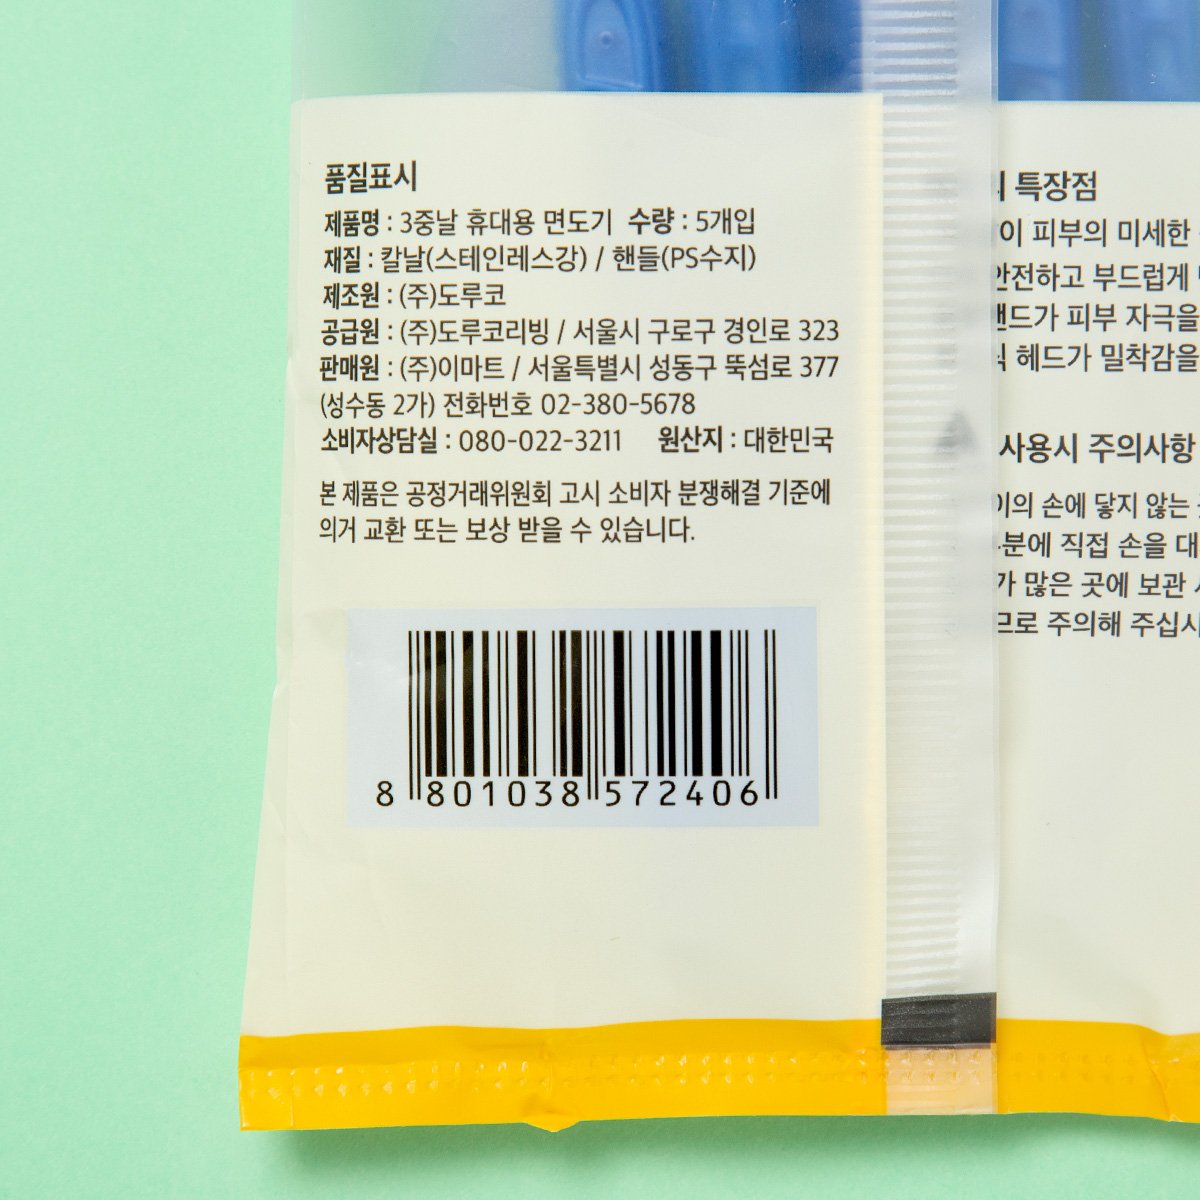 품질표시
제품명 : 3중날 휴대용 면도기 수량 : 5개입
재질 : 칼날(스테인레스강) / 핸들(PS수지)
제조원 : (주)도루코
공급원 : (주)도루코리빙 / 서울시 구로구 경인로 323
판매원 : (주)이마트 / 서울특별시 성동구 뚝섬로 377
(성수동 2가) 전화번호 02-380-5678
소비자상담실 : 080-022-3211 원산지 : 대한민국
본 제품은 공정거래위원회 고시 소비자 분쟁해결 기준에
의거 교환 또는 보상 받을 수 있습니다.
8 801038 572406
특장점
이 피부의 미세한
안전하고 부드럽게
밴드가 피부 자극을
헤드가 밀착감을
사용시 주의사항
이의 손에 닿지 않는
부분에 직접 손을 대
가 많은 곳에 보관
므로 주의해 주십시